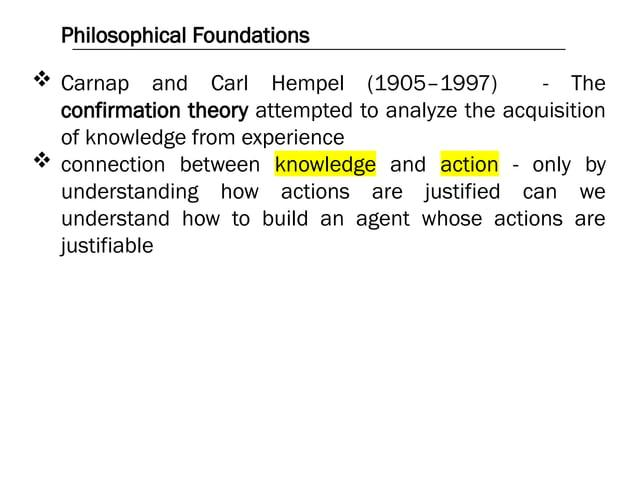 Philosophical Foundations
❖ Carnap and Carl Hempel (1905–1997) - The
confirmation theory attempted to analyze the acquisition
of knowledge from experience
❖ connection between knowledge and action - only by
understanding how actions are justified can we
understand how to build an agent whose actions are
justifiable